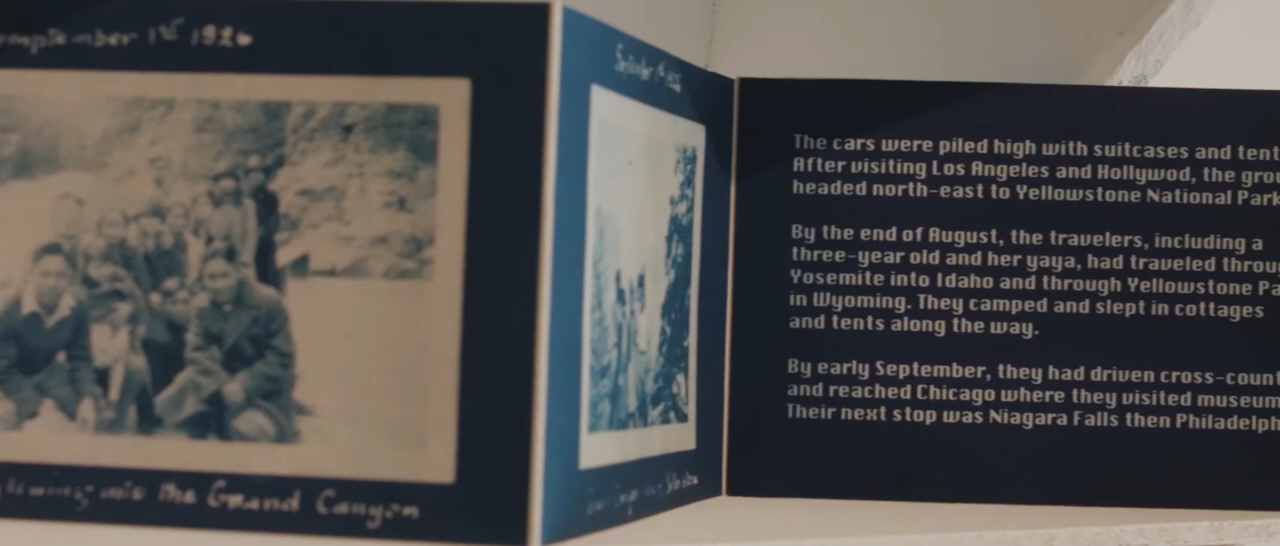 1st 1926
the Grand Canyon
September 1st
The cars were piled high with suitcases and tent
After visiting Los Angeles and Hollywod, the grou
headed north-east to Yellowstone National Park
By the end of August, the travelers, including a
three-year old and her yaya, had traveled throu
Yosemite into Idaho and through Yellowstone Pa
in Wyoming. They camped and slept in cottages
and tents along the way.
By early September, they had driven cross-count
and reached Chicago where they visited museum
Their next stop was Niagara Falls then Philadelph